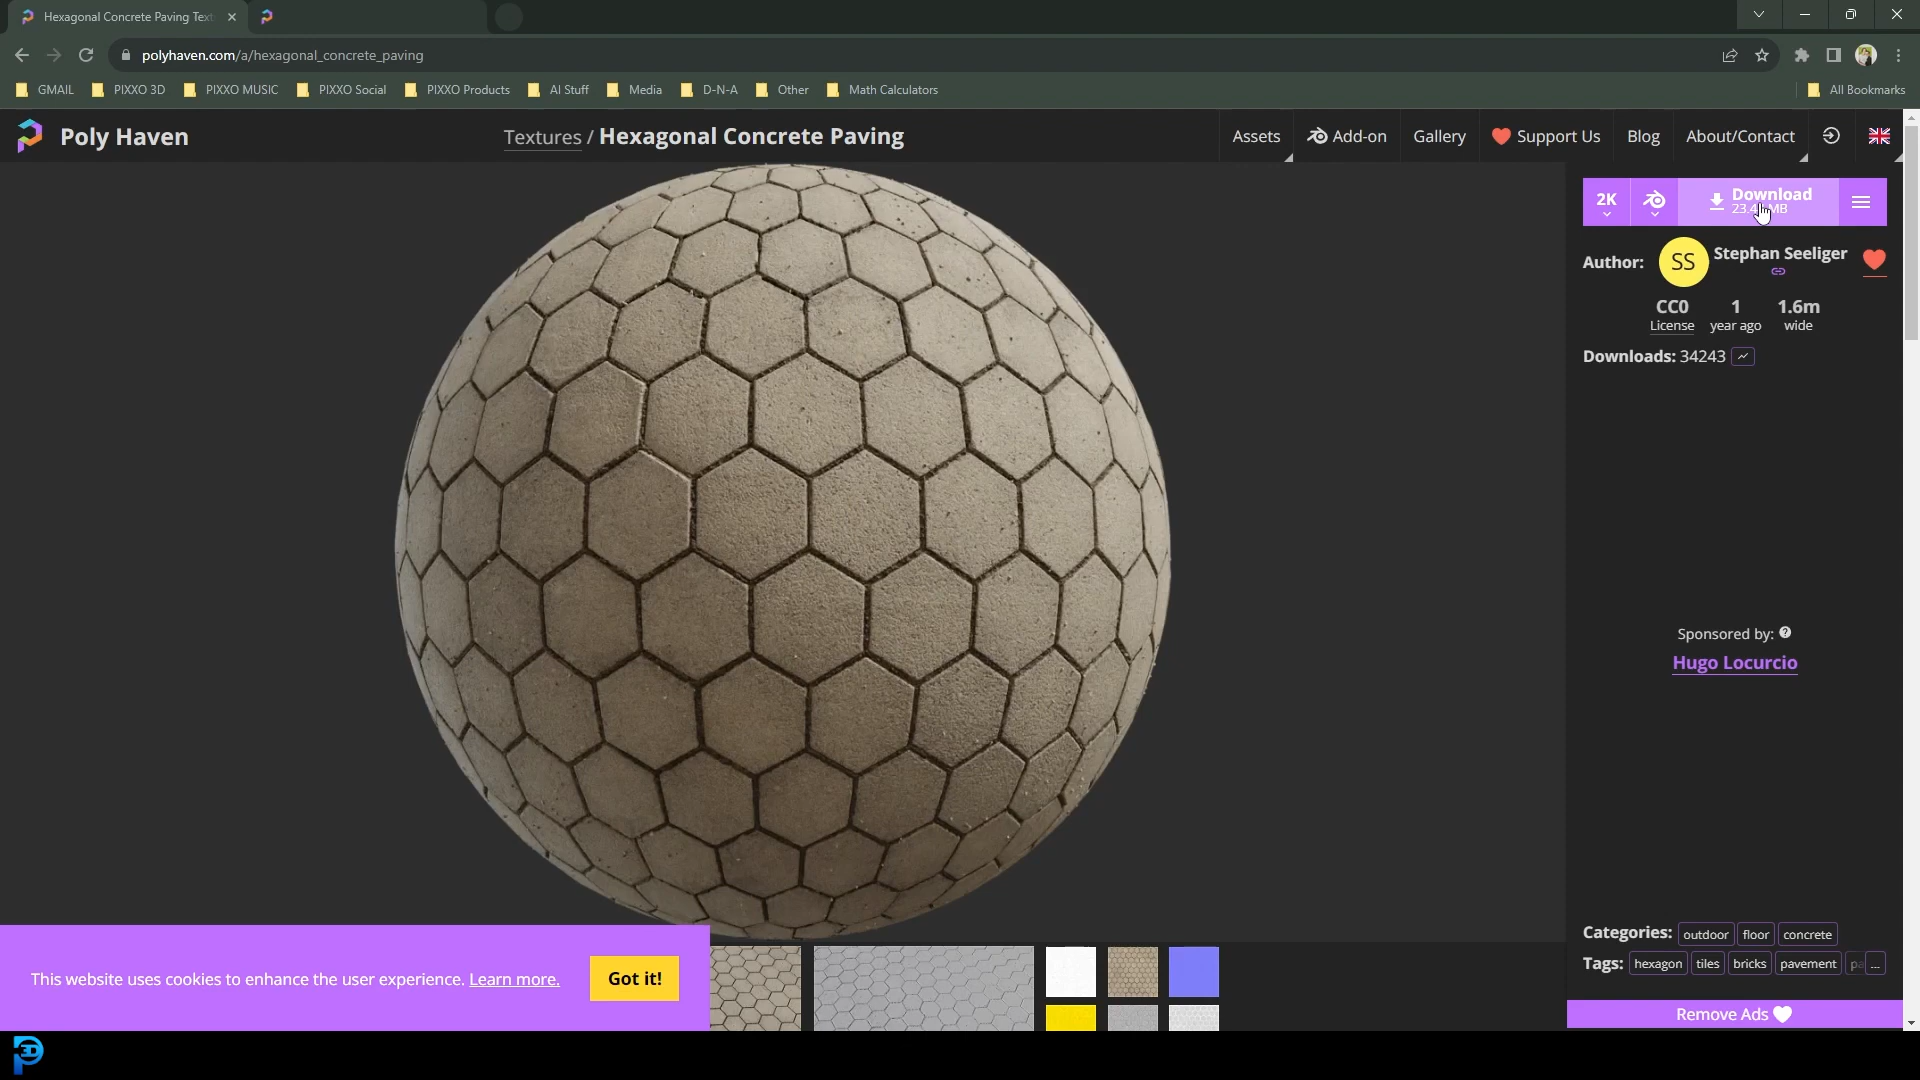 Hexagonal Concrete Paving Text
polyhaven.com/a/hexagonal_concrete_paving
GMAIL PIXXO 3D PIXXO MUSIC PIXXO Social PIXXO Products AI Stuff Media D-N-A Other Math Calculators All Bookmarks
Poly Haven Textures / Hexagonal Concrete Paving Assets Add-on Gallery Support Us Blog About/Contact
2K Download
MB
Author: SS Stephan Seeliger
CC0 1 1.6m
License year ago wide
Downloads: 34243
Sponsored by:
Hugo Locurcio
Categories: outdoor floor concrete
Tags: hexagon tiles bricks pavement pa ...
This website uses cookies to enhance the user experience. Learn more. Got it!
Remove Ads
3D